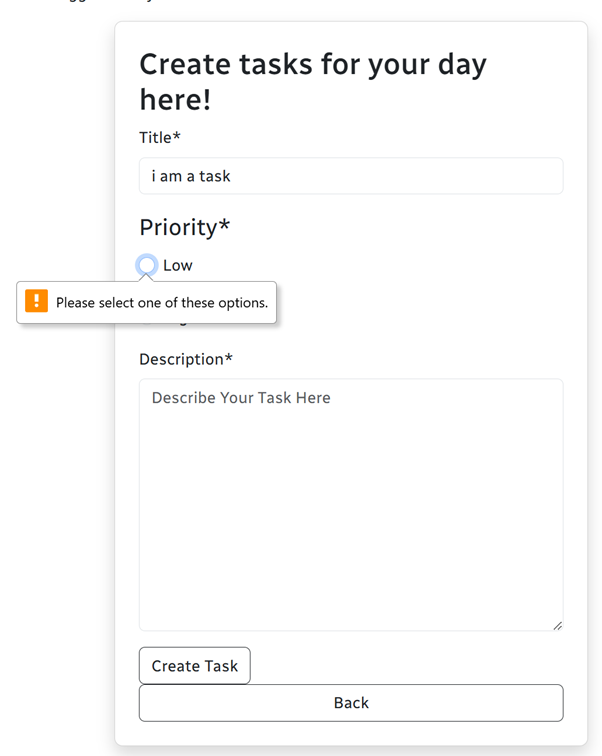 Create tasks for your day
here!
Title*
i am a task
Priority*
Low
Please select one of these options.
Description*
Describe Your Task Here
Create Task
Back